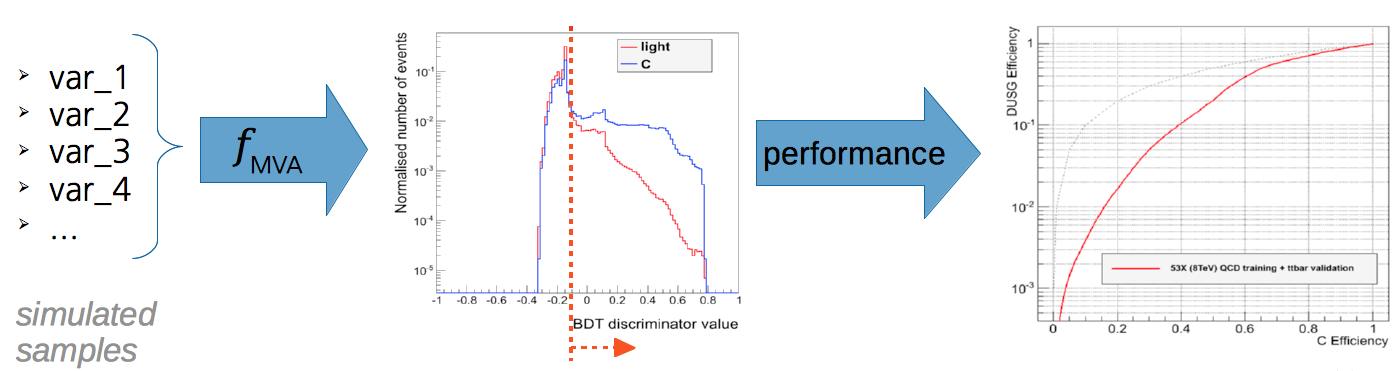 ➢ var_1
➢ var_2
➢ var_3
➢ var_4
➢ ...
simulated
samples
fMVA
Normalised number of events
light
C
10-1
10-2
10-3
10-4
10-5
-1 -0.8 -0.6 -0.4 -0.2 0 0.2 0.4 0.6 0.8 1
BDT discriminator value
performance
DUSG Efficiency
1
10-1
10-2
10-3
53X (8TeV) QCD training + ttbar validation
0 0.2 0.4 0.6 0.8 1
C Efficiency